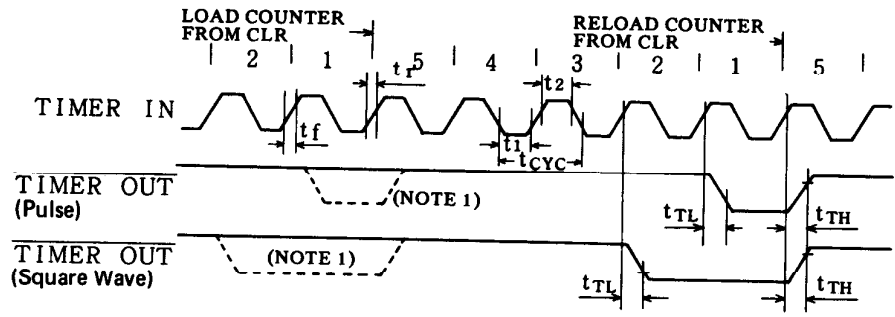 LOAD COUNTER
FROM CLR
RELOAD COUNTER
FROM CLR
2 1 5 4 3 2 1 5
tr
t2
TIMER IN
tf
t1
tCYC
TIMER OUT
(Pulse)
(NOTE 1)
tTL
tTH
TIMER OUT
(Square Wave)
(NOTE 1)
tTL
tTH